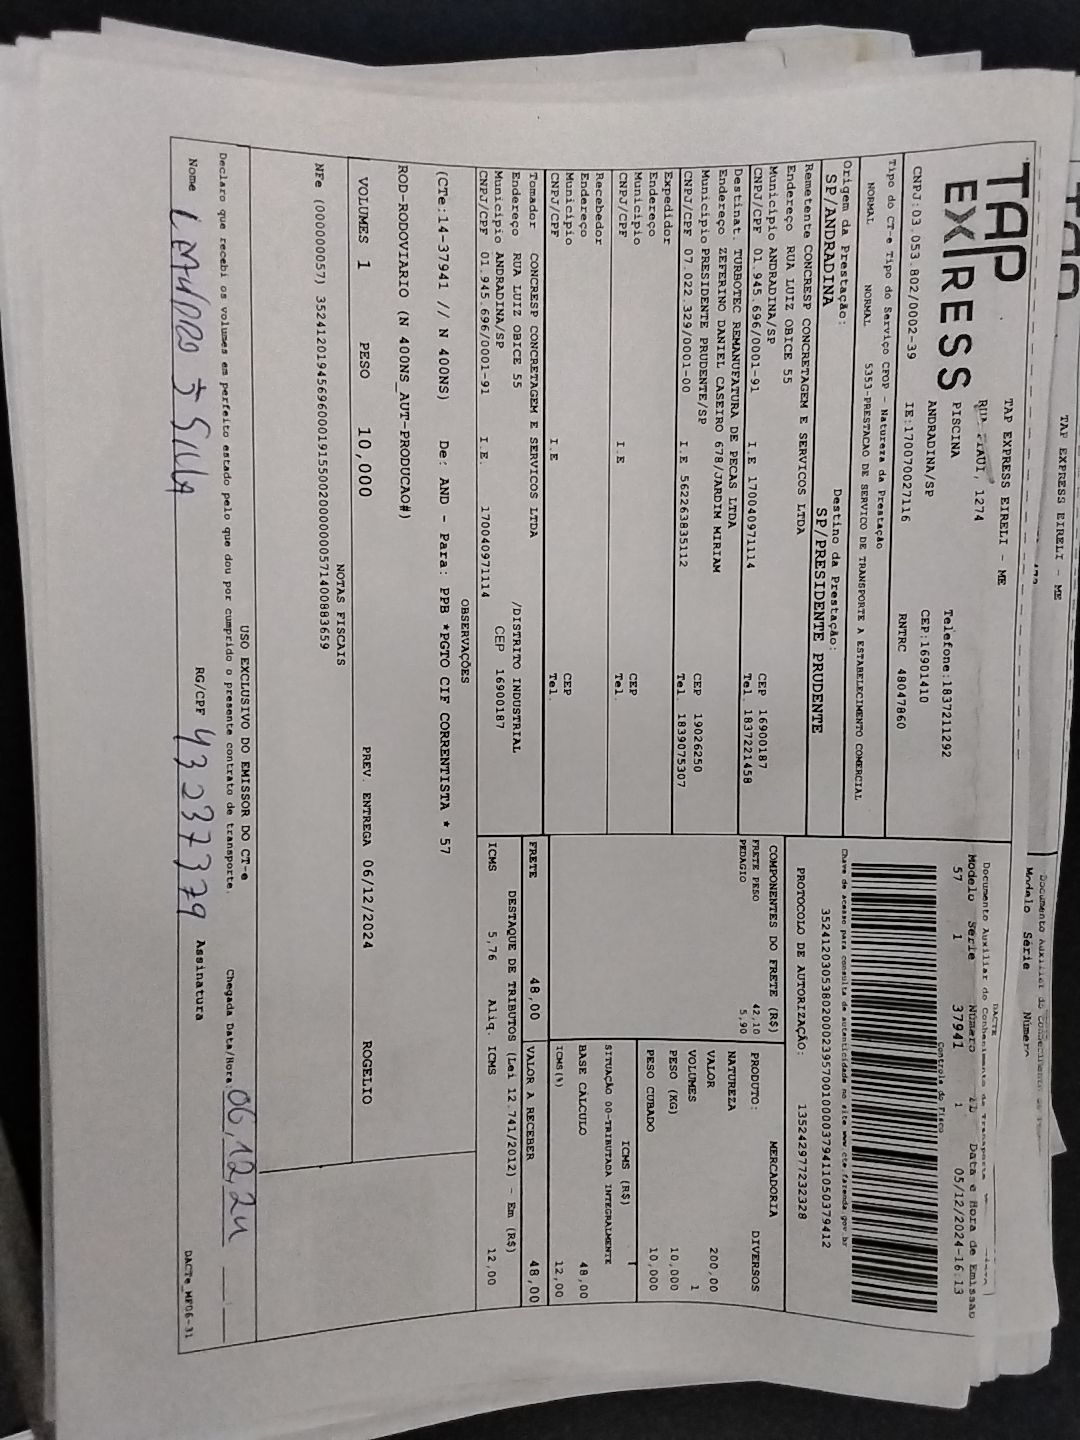 TAP EXPRESS EIRELI - ME
Modelo Série Número
TAP
EXPRESS
TAP EXPRESS EIRELI - ME
RUA PIAUI, 1274
PISCINA
ANDRADINA/SP
Telefone:1837211292
CEP:16901410
CNPJ:03.053.802/0002-39 IE:170070027116 RNTRC 48047860
DACTE
Documento Auxiliar do Conhecimento de Transporte
Modelo Série Número FL Data e Hora de Emissão
57 1 37941 1 05/12/2024-16:13
Controle do Fisco
Tipo do CT-e Tipo do Serviço CFOP - Natureza da Prestação
NORMAL NORMAL 5353-PRESTACAO DE SERVICO DE TRANSPORTE A ESTABELECIMENTO COMERCIAL
Chave de acesso para consulta de autenticidade no site www.cte.fazenda.gov.br
35241203053802000239570010000379411050379412
Origem da Prestação: Destino da Prestação:
SP/ANDRADINA SP/PRESIDENTE PRUDENTE
PROTOCOLO DE AUTORIZAÇÃO: 135242977232328
Remetente CONCRESP CONCRETAGEM E SERVICOS LTDA
Endereço RUA LUIZ OBICE 55
Município ANDRADINA/SP CEP 16900187
CNPJ/CPF 01.945.696/0001-91 I.E 170040971114 Tel. 1837221458
Destinat. TURBOTEC REMANUFATURA DE PECAS LTDA
Endereço ZEFERINO DANIEL CASEIRO 678/JARDIM MIRIAM
Município PRESIDENTE PRUDENTE/SP CEP 19026250
CNPJ/CPF 07.022.329/0001-00 I.E 562263835112 Tel. 1839075307
Expedidor
Endereço
Município CEP
CNPJ/CPF I.E Tel.
Recebedor
Endereço
Município CEP
CNPJ/CPF I.E Tel.
Tomador CONCRESP CONCRETAGEM E SERVICOS LTDA
Endereço RUA LUIZ OBICE 55 /DISTRITO INDUSTRIAL
Município ANDRADINA/SP CEP 16900187
CNPJ/CPF 01.945.696/0001-91 I.E. 170040971114
COMPONENTES DO FRETE (R$)
FRETE PESO 42,10
PEDAGIO 5,90
PRODUTO: MERCADORIA DIVERSOS
NATUREZA
VALOR 200,00
VOLUMES 1
PESO (KG) 10,000
PESO CUBADO 10,000
ICMS (R$)
SITUAÇÃO 00-TRIBUTADA INTEGRALMENTE
BASE CÁLCULO 48,00
ICMS(%) 12,00
FRETE 48,00 VALOR A RECEBER 48,00
DESTAQUE DE TRIBUTOS (Lei 12.741/2012) - Em (R$)
ICMS 5,76 Aliq. ICMS 12,00
OBSERVAÇÕES
(CTe:14-37941 // N 400NS) De: AND - Para: PPB *PGTO CIF CORRENTISTA * 57
ROD-RODOVIARIO (N 400NS_AUT-PRODUCAO#)
VOLUMES 1 PESO 10,000 PREV. ENTREGA 06/12/2024 ROGELIO
NOTAS FISCAIS
NFe (000000057) 35241201945696000191550020000000571400883659
USO EXCLUSIVO DO EMISSOR DO CT-e
Declaro que recebi os volumes em perfeito estado pelo que dou por cumprido o presente contrato de transporte. Chegada Data/Hora 06,12,24
Nome SILVA RG/CPF 43237379 Assinatura DACTe_MF06-31